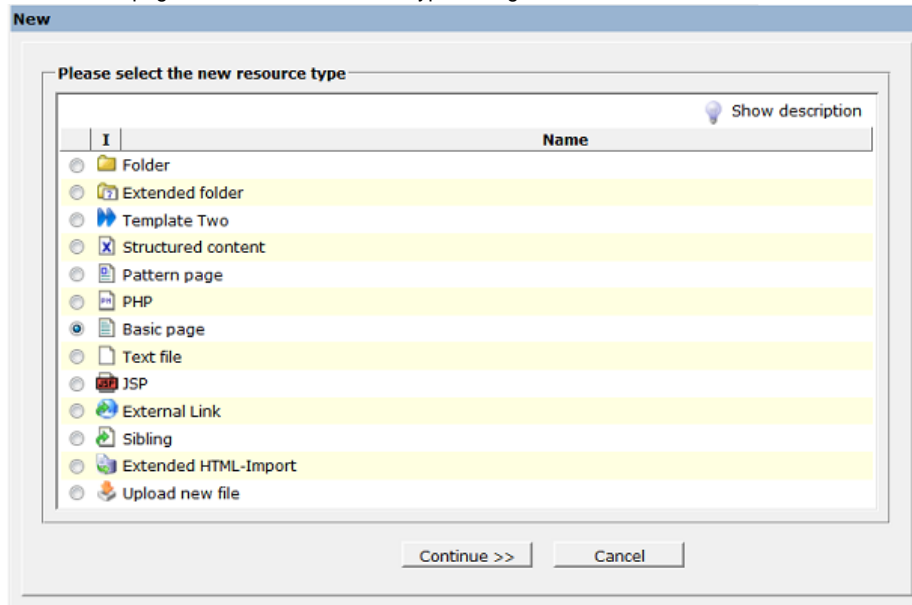 New
Please select the new resource type
Show description
I Name
Folder
Extended folder
Template Two
Structured content
Pattern page
PHP
Basic page
Text file
JSP
External Link
Sibling
Extended HTML-Import
Upload new file
Continue >> Cancel